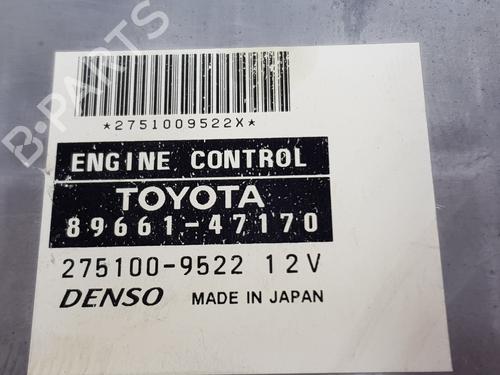 *2751009522X*
ENGINE CONTROL
TOYOTA
89661-47170
275100-9522 12V
DENSO MADE IN JAPAN
B-PARTS